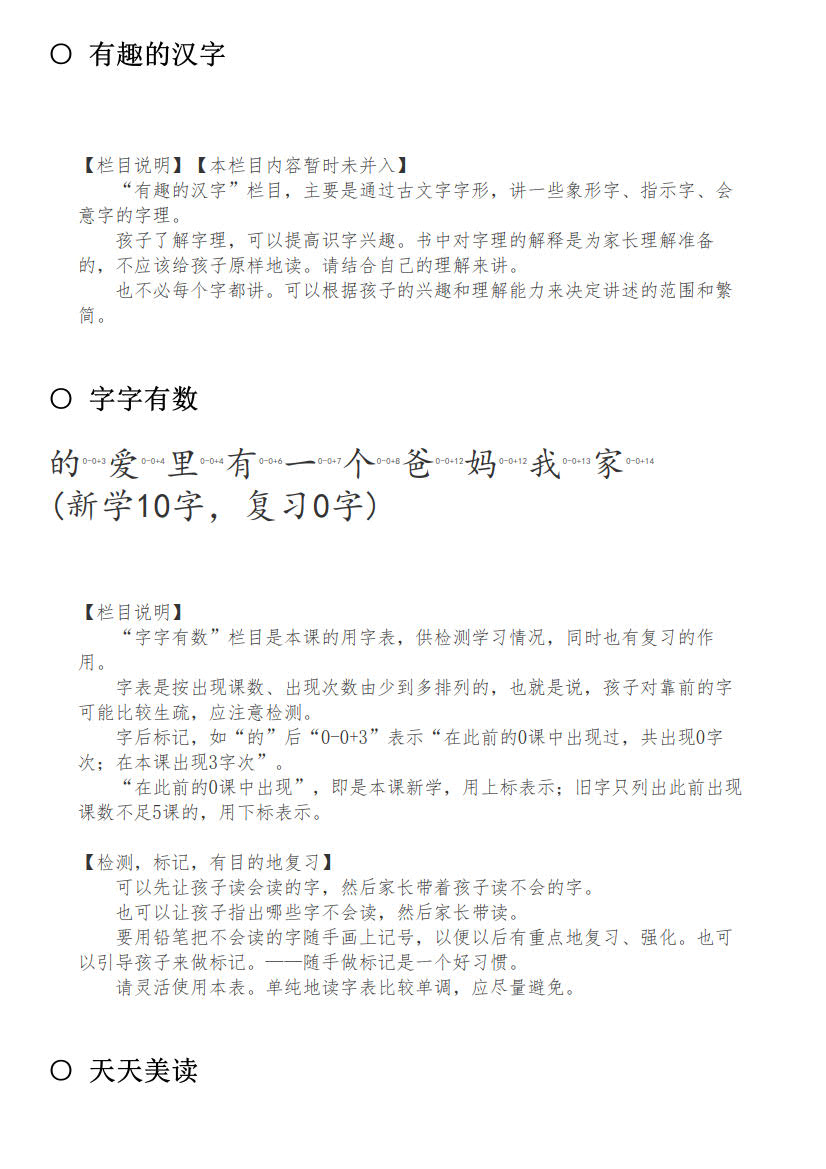 ○ 有趣的汉字
【栏目说明】【本栏目内容暂时未并入】
“有趣的汉字”栏目，主要是通过古文字字形，讲一些象形字、指示字、会
意字的字理。
孩子了解字理，可以提高识字兴趣。书中对字理的解释是为家长理解准备
的，不应该给孩子原样地读。请结合自己的理解来讲。
也不必每个字都讲。可以根据孩子的兴趣和理解能力来决定讲述的范围和繁
简。
○ 字字有数
的0-0+3爱0-0+4里0-0+4有0-0+6一0-0+7个0-0+8爸0-0+12妈0-0+12我0-0+13家0-0+14
(新学10字，复习0字)
【栏目说明】
“字字有数”栏目是本课的用字表，供检测学习情况，同时也有复习的作
用。
字表是按出现课数、出现次数由少到多排列的，也就是说，孩子对靠前的字
可能比较生疏，应注意检测。
字后标记，如“的”后“0-0+3”表示“在此前的0课中出现过，共出现0字
次；在本课出现3字次”。
“在此前的0课中出现”，即是本课新学，用上标表示；旧字只列出此前出现
课数不足5课的，用下标表示。
【检测，标记，有目的地复习】
可以先让孩子读会读的字，然后家长带着孩子读不会的字。
也可以让孩子指出哪些字不会读，然后家长带读。
要用铅笔把不会读的字随手画上记号，以便以后有重点地复习、强化。也可
以引导孩子来做标记。——随手做标记是一个好习惯。
请灵活使用本表。单纯地读字表比较单调，应尽量避免。
○ 天天美读